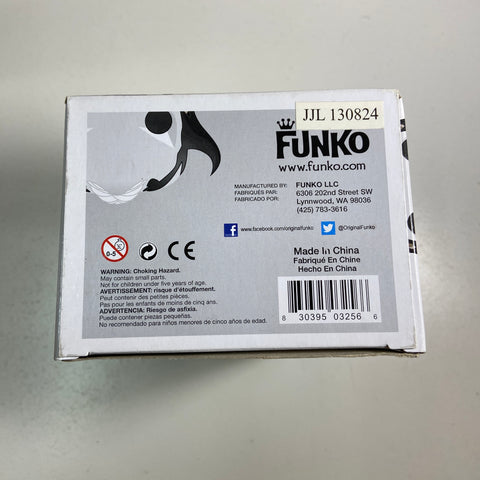 JJL 130824
FUNKO
www.funko.com
MANUFACTURED BY: FUNKO LLC
FABRIQUÉS PAR: 6306 202nd Street SW
FABRICADO POR: Lynnwood, WA 98036
(425) 783-3616
www.facebook.com/originalfunko
@OriginalFunko
0-3
Made In China
Fabriqué En Chine
Hecho En China
WARNING: Choking Hazard.
May contain small parts.
Not for children under five years of age.
AVERTISSEMENT: risque d'étouffement.
Peut contenir des petites pièces.
Pour les enfants de moins de cinq ans.
ADVERTENCIA: Riesgo de asfixia.
Puede contener piezas pequeñas.
No recomendado para niños menores de cinco años de edad.
8 30395 03256 6